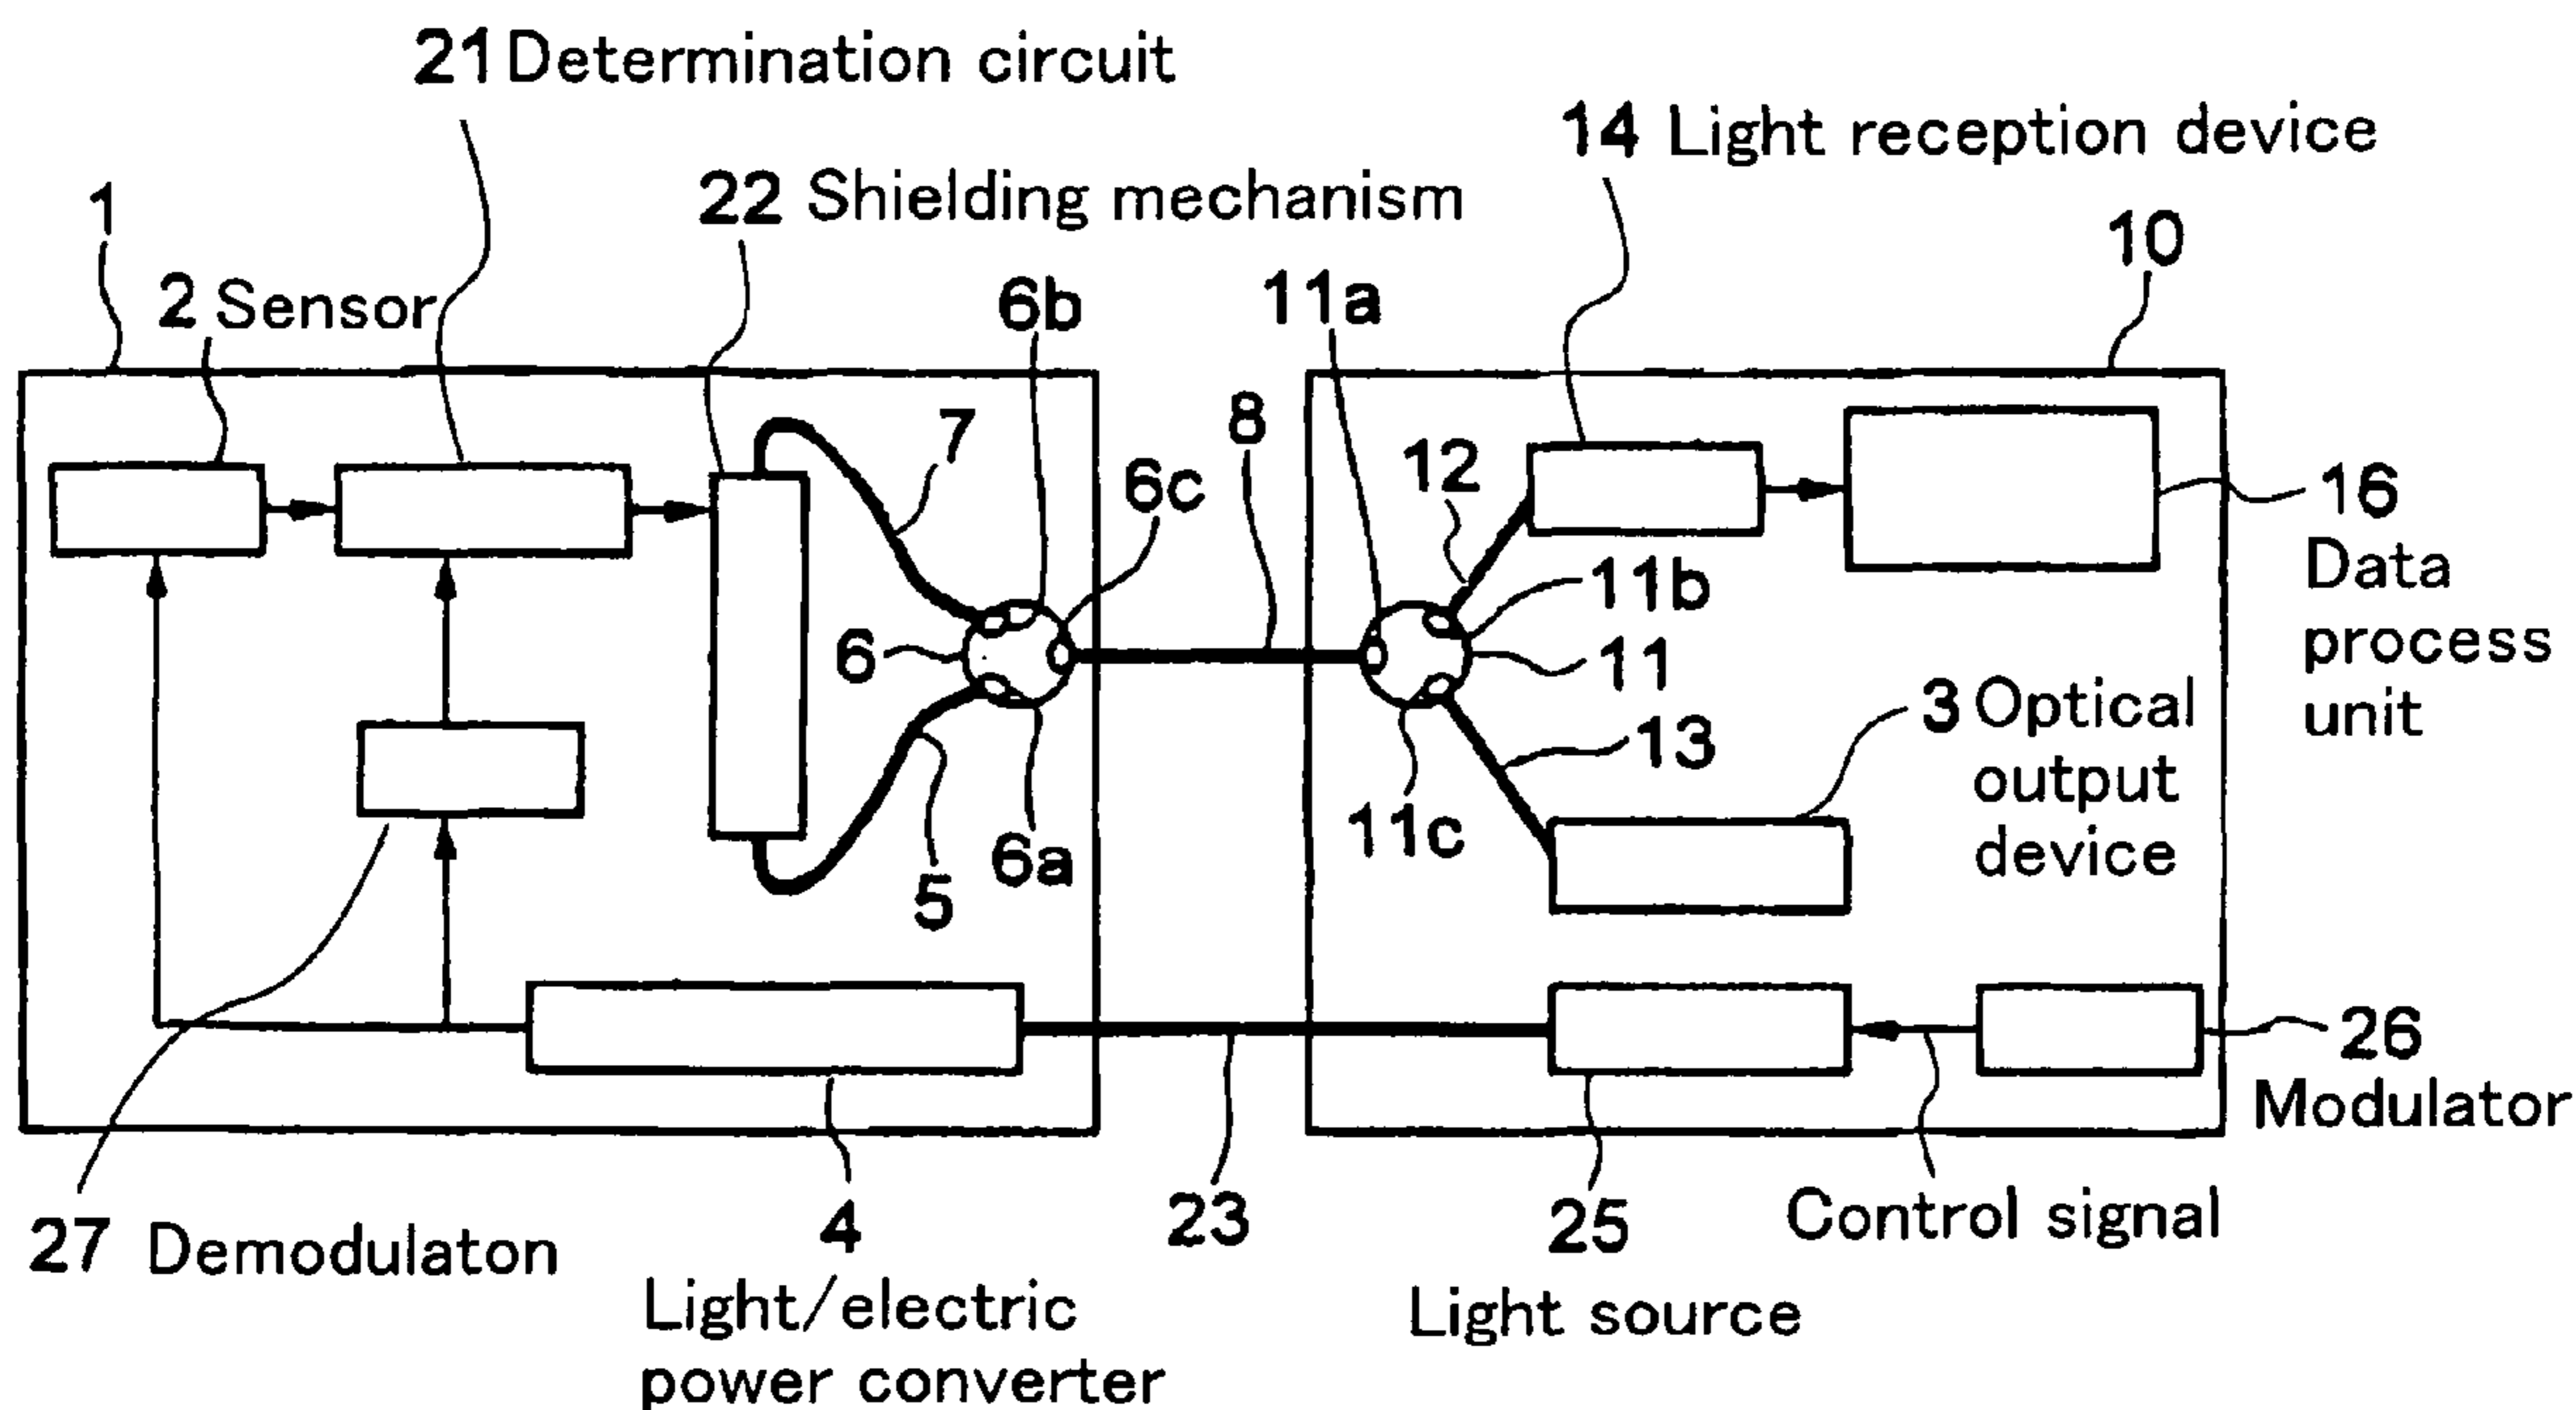 21 Determination circuit
14 Light reception device
22 Shielding mechanism
1
10
2 Sensor
6b
11a
7
8
6c
12
16
Data
process
unit
11b
6
11
3 Optical
output
device
13
11c
6a
5
26
Modulator
27 Demodulaton
4
Light/electric
power converter
23
25
Light source
Control signal